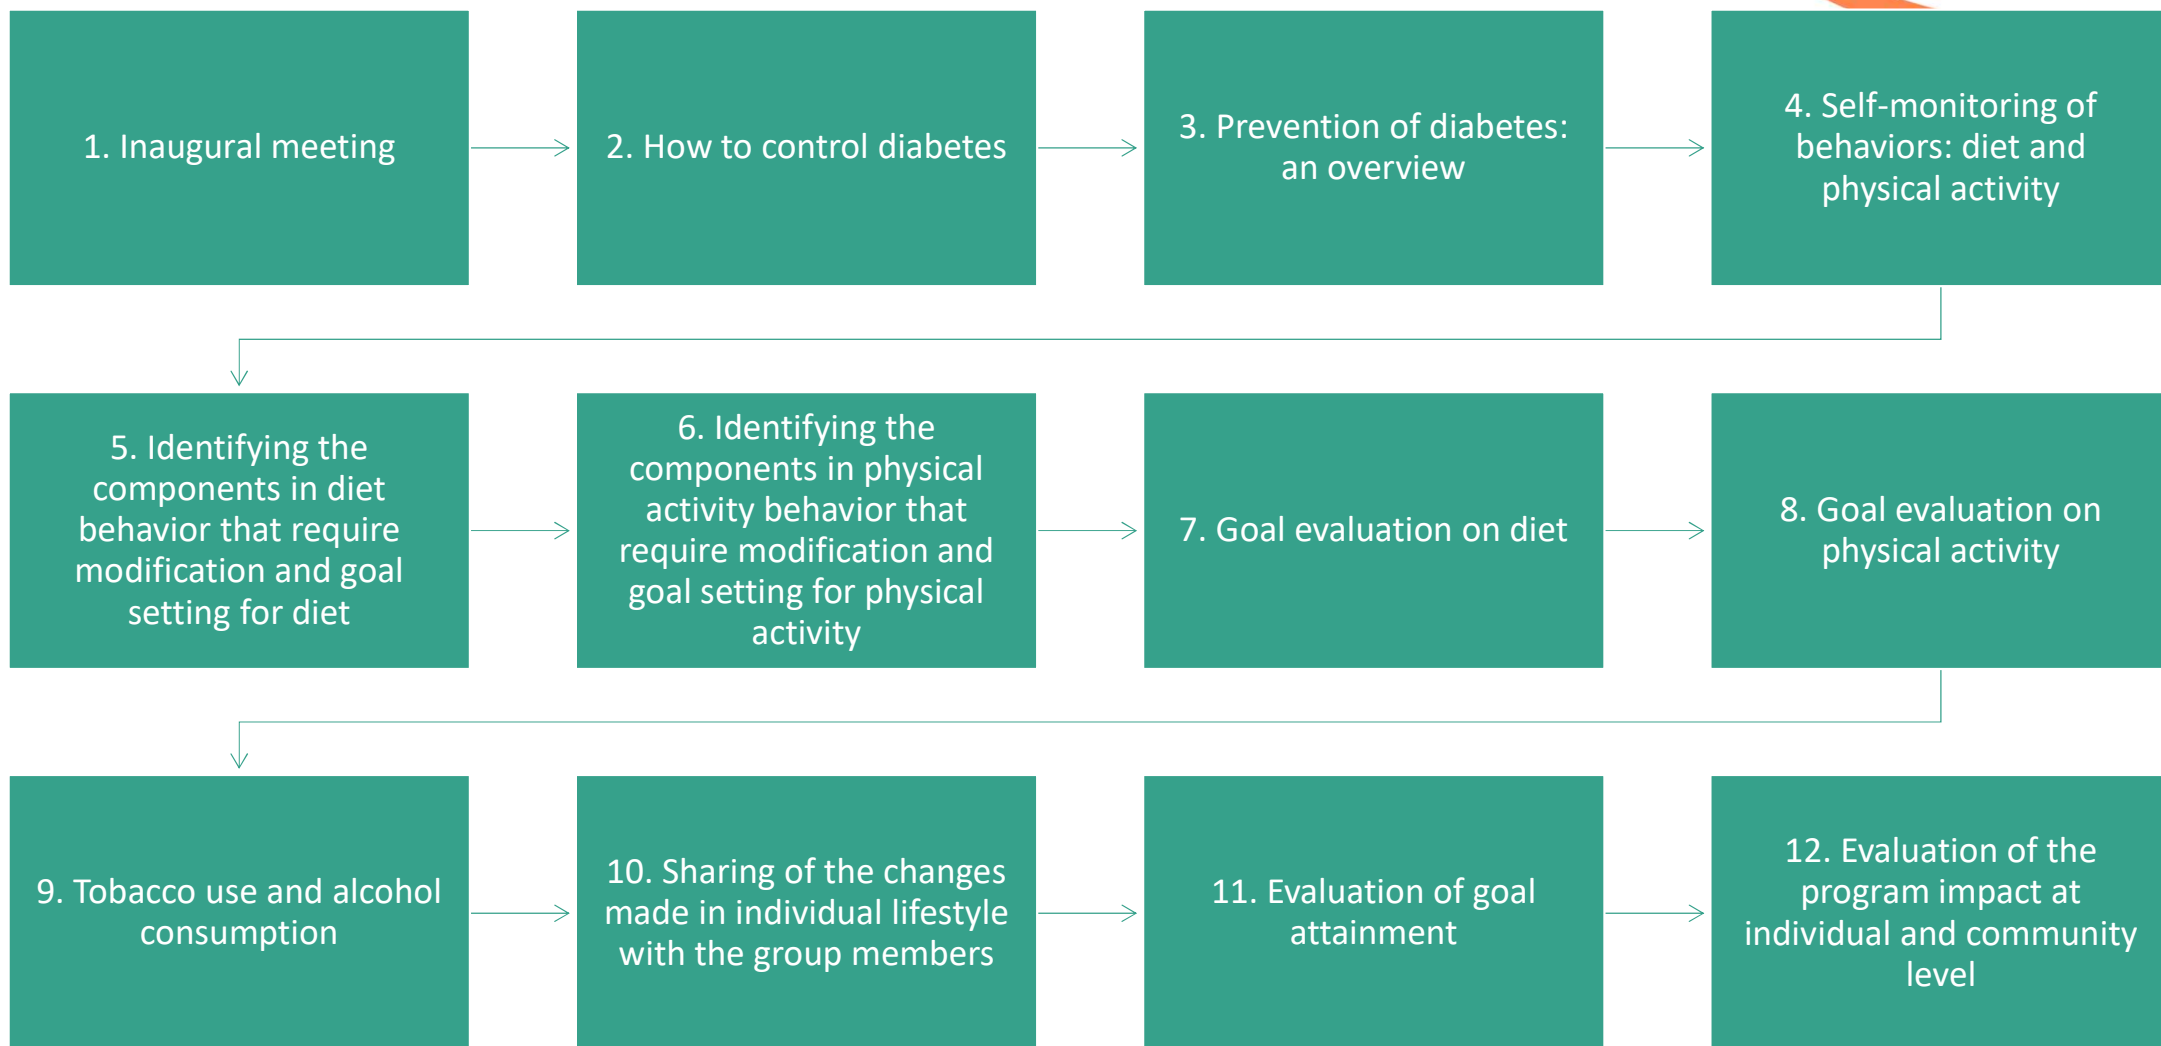 1. Inaugural meeting
2. How to control diabetes
3. Prevention of diabetes:
an overview
4. Self-monitoring of
behaviors: diet and
physical activity
5. Identifying the
components in diet
behavior that require
modification and goal
setting for diet
6. Identifying the
components in physical
activity behavior that
require modification and
goal setting for physical
activity
7. Goal evaluation on diet
8. Goal evaluation on
physical activity
9. Tobacco use and alcohol
consumption
10. Sharing of the changes
made in individual lifestyle
with the group members
11. Evaluation of goal
attainment
12. Evaluation of the
program impact at
individual and community
level